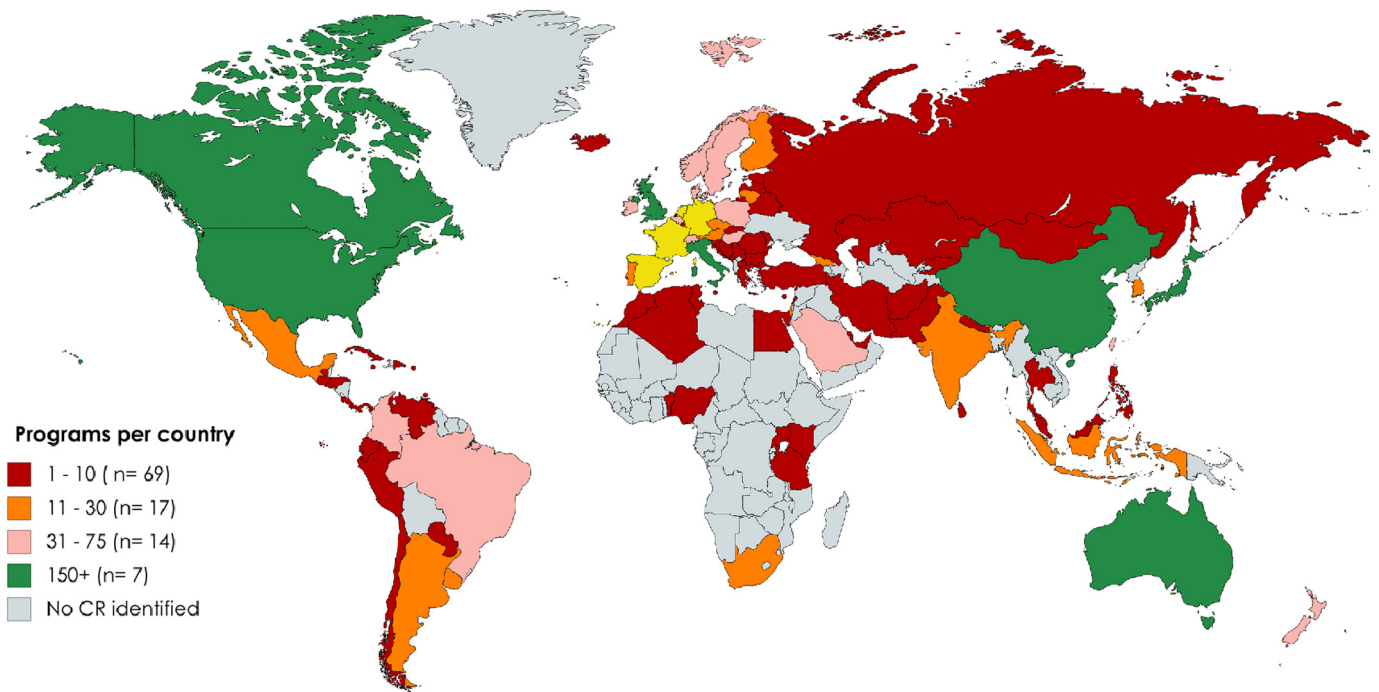 Programs per country
1 - 10 ( n= 69)
11 - 30 (n= 17)
31 - 75 (n= 14)
150+ (n= 7)
No CR identified